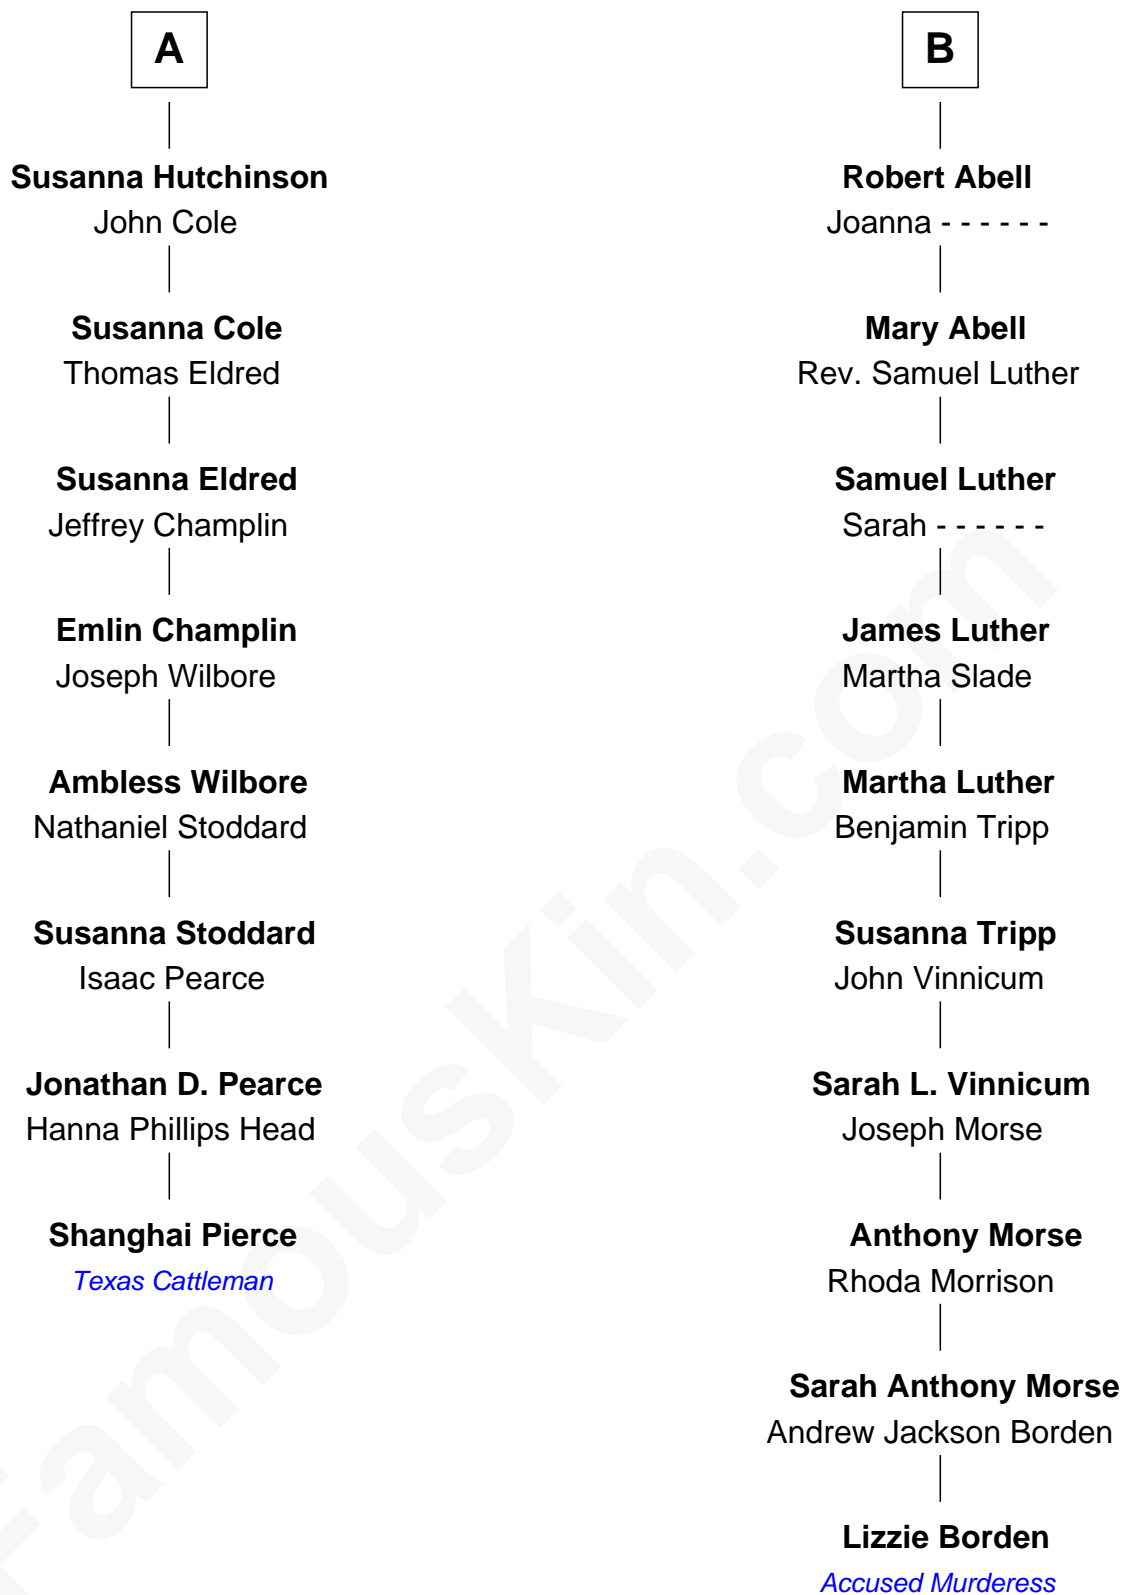 A
Susanna Hutchinson
John Cole
Susanna Cole
Thomas Eldred
Susanna Eldred
Jeffrey Champlin
Emlin Champlin
Joseph Wilbore
Ambless Wilbore
Nathaniel Stoddard
Susanna Stoddard
Isaac Pearce
Jonathan D. Pearce
Hanna Phillips Head
Shanghai Pierce
Texas Cattleman
B
Robert Abell
Joanna - - - - - -
Mary Abell
Rev. Samuel Luther
Samuel Luther
Sarah - - - - - -
James Luther
Martha Slade
Martha Luther
Benjamin Tripp
Susanna Tripp
John Vinnicum
Sarah L. Vinnicum
Joseph Morse
Anthony Morse
Rhoda Morrison
Sarah Anthony Morse
Andrew Jackson Borden
Lizzie Borden
Accused Murderess
FamousKin.com